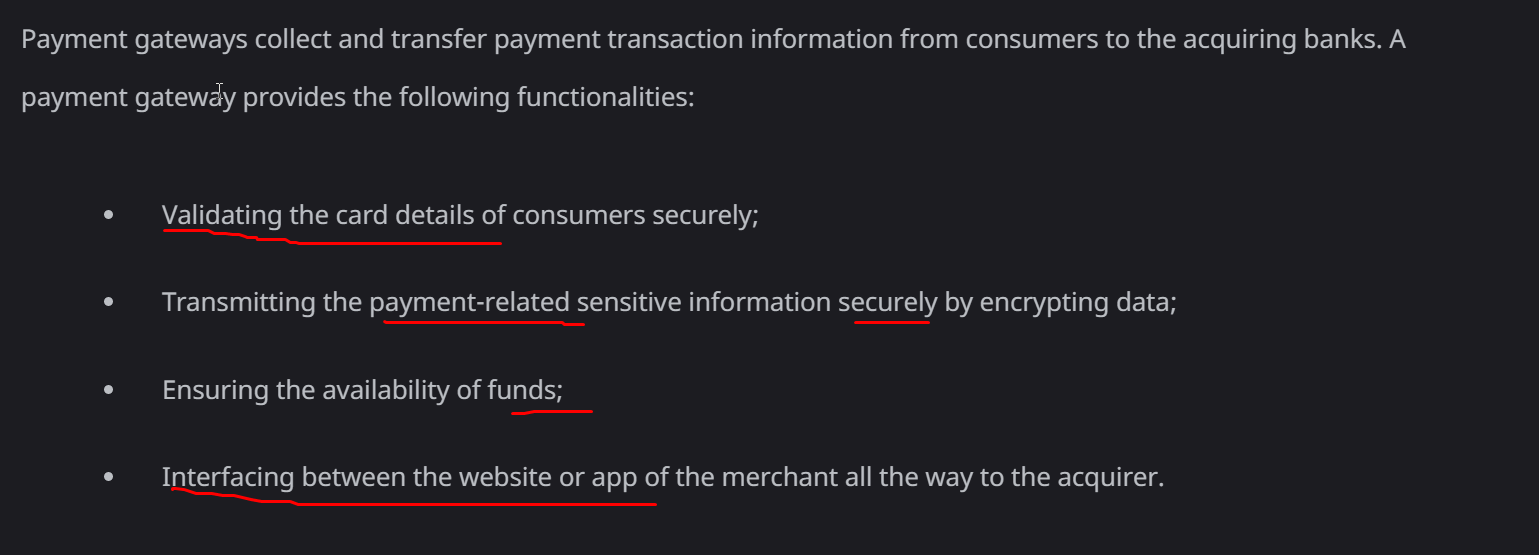 Payment gateways collect and transfer payment transaction information from consumers to the acquiring banks. A
payment gateway provides the following functionalities:
• Validating the card details of consumers securely;
• Transmitting the payment-related sensitive information securely by encrypting data;
• Ensuring the availability of funds;
• Interfacing between the website or app of the merchant all the way to the acquirer.